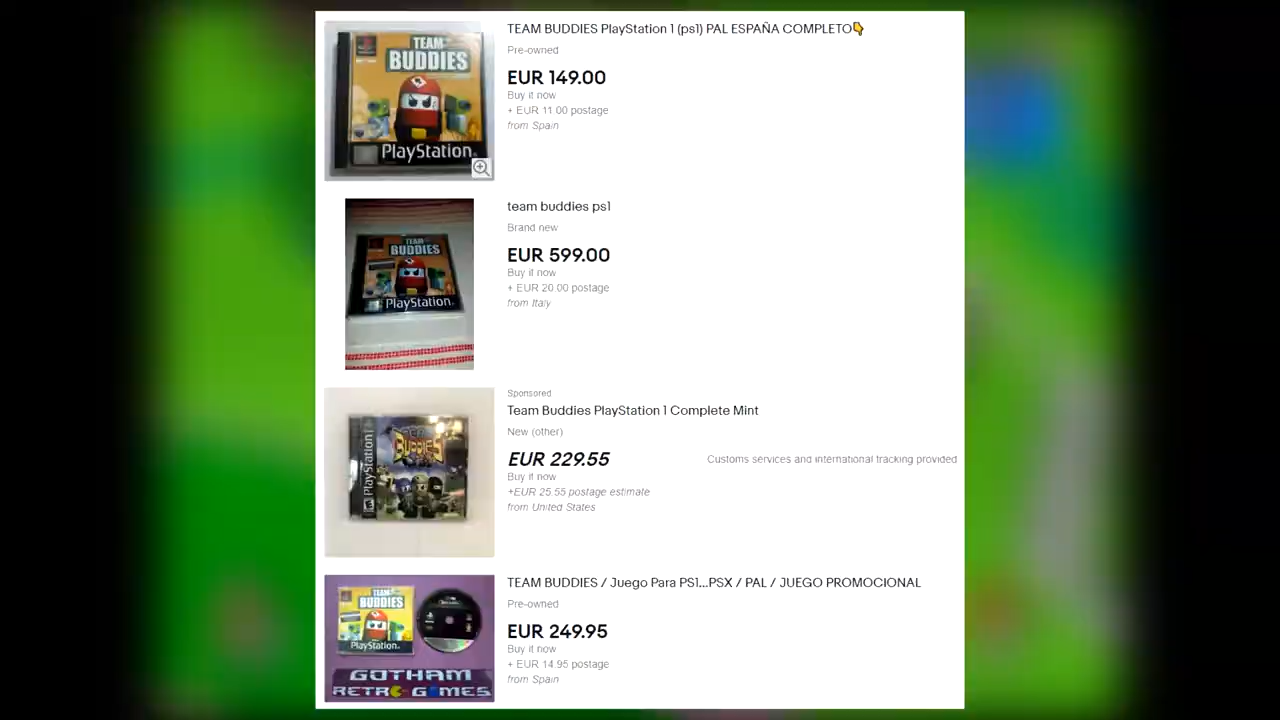 TEAM
BUDDIES
PlayStation
TEAM BUDDIES PlayStation 1 (ps1) PAL ESPAÑA COMPLETO👇
Pre-owned
EUR 149.00
Buy it now
+ EUR 11.00 postage
from Spain
TEAM
BUDDIES
PlayStation
team buddies ps1
Brand new
EUR 599.00
Buy it now
+ EUR 20.00 postage
from Italy
PlayStation
BUDDIES
Sponsored
Team Buddies PlayStation 1 Complete Mint
New (other)
EUR 229.55
Customs services and international tracking provided
Buy it now
+EUR 25.55 postage estimate
from United States
TEAM
BUDDIES
PlayStation
GOTHAM
RETRO GAMES
TEAM BUDDIES / Juego Para PS1...PSX / PAL / JUEGO PROMOCIONAL
Pre-owned
EUR 249.95
Buy it now
+ EUR 14.95 postage
from Spain